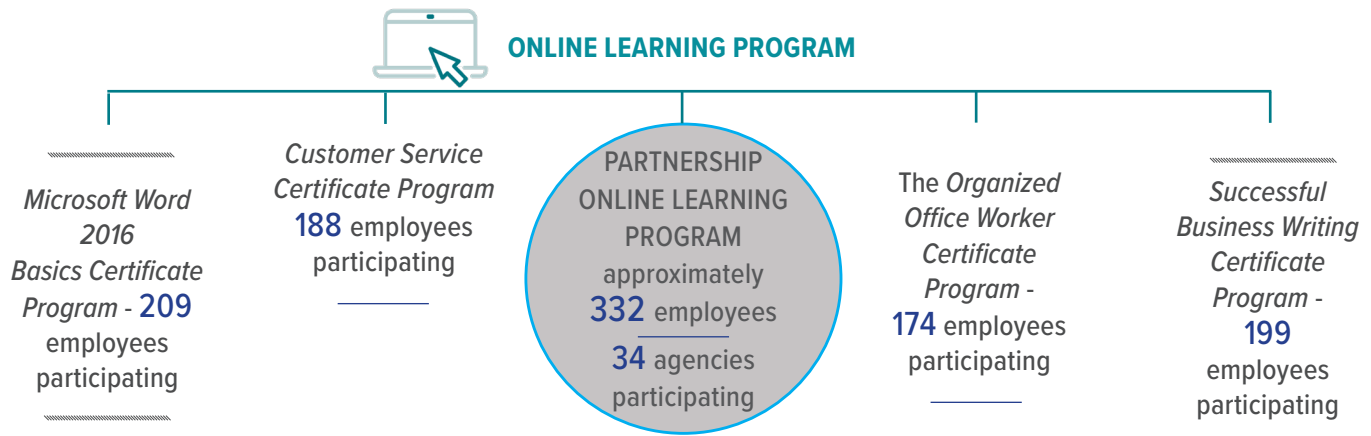 ONLINE LEARNING PROGRAM
Microsoft Word
2016
Basics Certificate
Program - 209
employees
participating
Customer Service
Certificate Program
188 employees
participating
PARTNERSHIP
ONLINE LEARNING
PROGRAM
approximately
332 employees
34 agencies
participating
The Organized
Office Worker
Certificate
Program -
174 employees
participating
Successful
Business Writing
Certificate
Program -
199
employees
participating